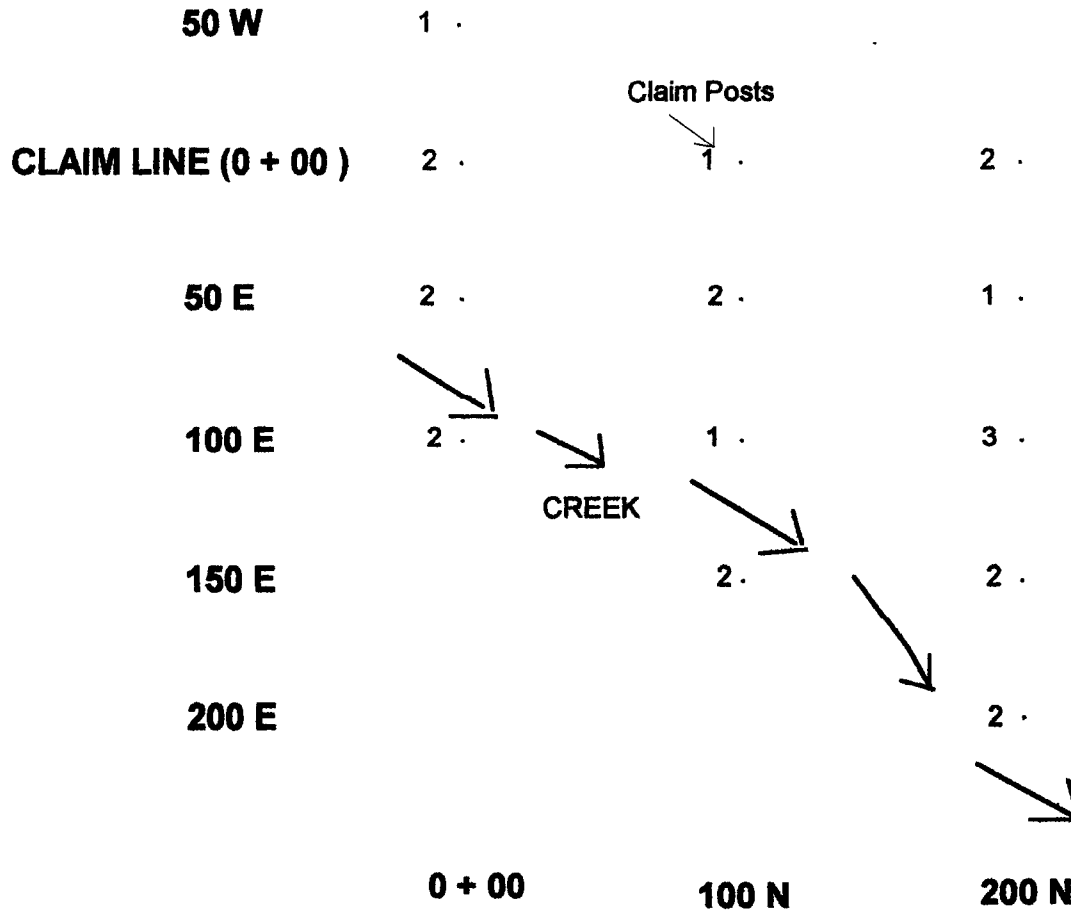 50 W 1 .
Claim Posts
CLAIM LINE (0 + 00 ) 2 . 1 . 2 .
50 E 2 . 2 . 1 .
100 E 2 . 1 . 3 .
CREEK
150 E 2 . 2 .
200 E 2 .
0 + 00 100 N 200 N